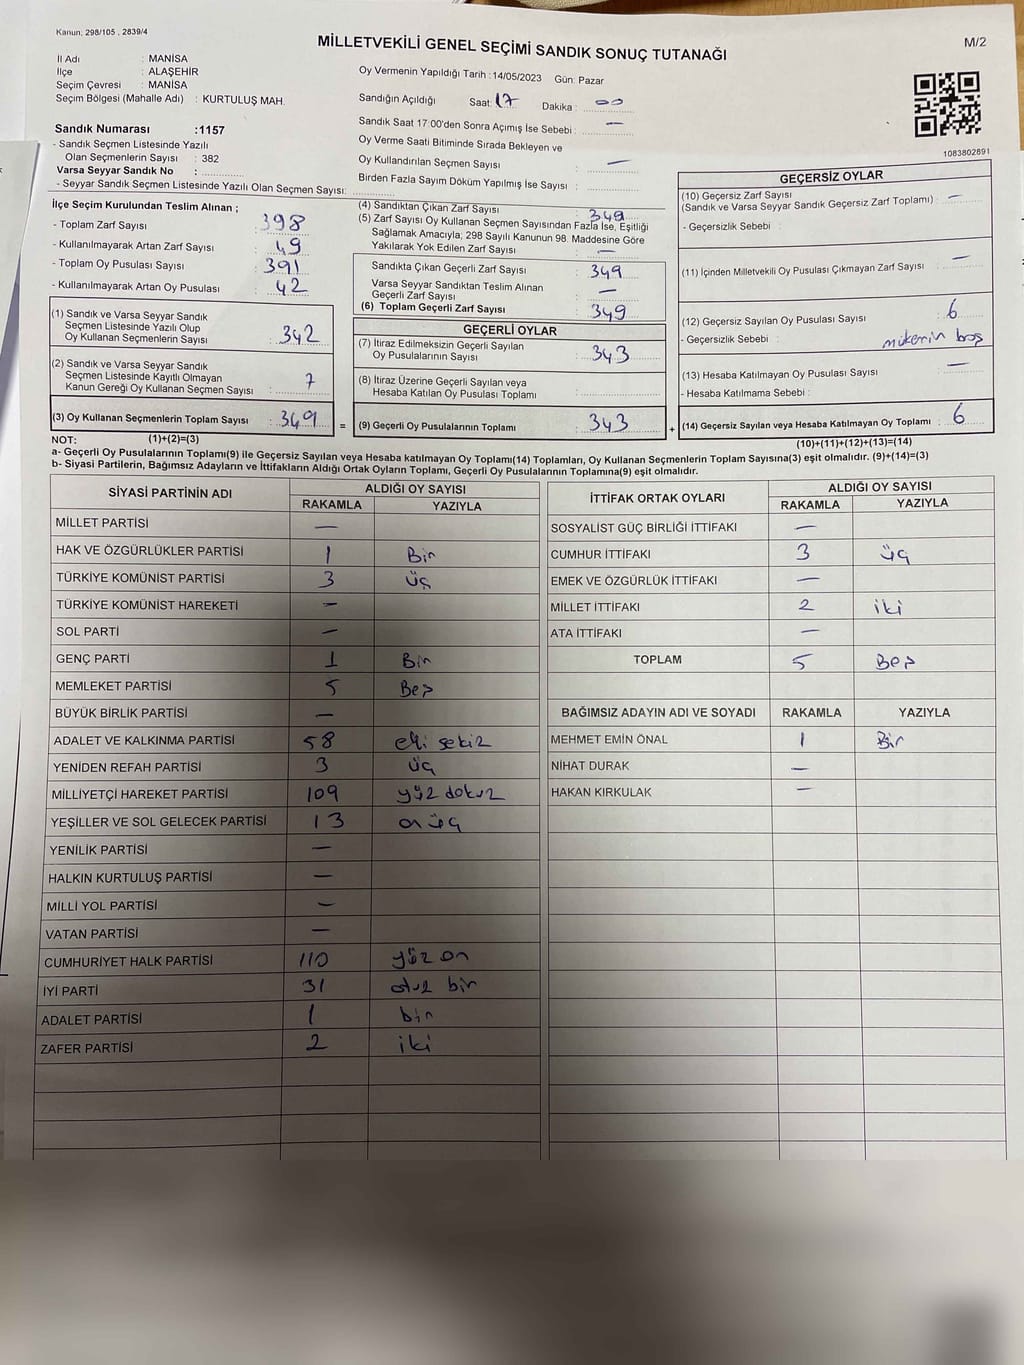 Kanun: 298/105 , 2839/4
MİLLETVEKİLİ GENEL SEÇİMİ SANDIK SONUÇ TUTANAĞI
M/2
İl Adı : MANİSA
İlçe : ALAŞEHİR
Seçim Çevresi : MANİSA
Seçim Bölgesi (Mahalle Adı) : KURTULUŞ MAH.
Sandık Numarası :1157
- Sandık Seçmen Listesinde Yazılı
Olan Seçmenlerin Sayısı : 382
Varsa Seyyar Sandık No :
- Seyyar Sandık Seçmen Listesinde Yazılı Olan Seçmen Sayısı:
Oy Vermenin Yapıldığı Tarih :14/05/2023 Gün: Pazar
Sandığın Açıldığı Saat: 17 Dakika : 00
Sandık Saat 17:00'den Sonra Açımış İse Sebebi : —
Oy Verme Saati Bitiminde Sırada Bekleyen ve
Oy Kullandırılan Seçmen Sayısı : —
Birden Fazla Sayım Döküm Yapılmış İse Sayısı :
1083802691
İlçe Seçim Kurulundan Teslim Alınan ;
- Toplam Zarf Sayısı : 398
- Kullanılmayarak Artan Zarf Sayısı : 49
- Toplam Oy Pusulası Sayısı : 391
- Kullanılmayarak Artan Oy Pusulası : 42
(1) Sandık ve Varsa Seyyar Sandık
Seçmen Listesinde Yazılı Olup
Oy Kullanan Seçmenlerin Sayısı : 342
(2) Sandık ve Varsa Seyyar Sandık
Seçmen Listesinde Kayıtlı Olmayan
Kanun Gereği Oy Kullanan Seçmen Sayısı : 7
(3) Oy Kullanan Seçmenlerin Toplam Sayısı : 349 =
(4) Sandıktan Çıkan Zarf Sayısı : 349
(5) Zarf Sayısı Oy Kullanan Seçmen Sayısından Fazla İse, Eşitliği
Sağlamak Amacıyla; 298 Sayılı Kanunun 98. Maddesine Göre
Yakılarak Yok Edilen Zarf Sayısı : —
Sandıkta Çıkan Geçerli Zarf Sayısı : 349
Varsa Seyyar Sandıktan Teslim Alınan
Geçerli Zarf Sayısı : —
(6) Toplam Geçerli Zarf Sayısı : 349
GEÇERLİ OYLAR
(7) İtiraz Edilmeksizin Geçerli Sayılan
Oy Pusulalarının Sayısı : 343
(8) İtiraz Üzerine Geçerli Sayılan veya
Hesaba Katılan Oy Pusulası Toplamı :
(9) Geçerli Oy Pusulalarının Toplamı : 343 +
GEÇERSİZ OYLAR
(10) Geçersiz Zarf Sayısı
(Sandık ve Varsa Seyyar Sandık Geçersiz Zarf Toplamı) : —
- Geçersizlik Sebebi :
(11) İçinden Milletvekili Oy Pusulası Çıkmayan Zarf Sayısı : —
(12) Geçersiz Sayılan Oy Pusulası Sayısı : 6
- Geçersizlik Sebebi : boş
(13) Hesaba Katılmayan Oy Pusulası Sayısı : —
- Hesaba Katılmama Sebebi :
(14) Geçersiz Sayılan veya Hesaba Katılmayan Oy Toplamı : 6
NOT: (1)+(2)=(3)
(10)+(11)+(12)+(13)=(14)
a- Geçerli Oy Pusulalarının Toplamı(9) ile Geçersiz Sayılan veya Hesaba katılmayan Oy Toplamı(14) Toplamları, Oy Kullanan Seçmenlerin Toplam Sayısına(3) eşit olmalıdır. (9)+(14)=(3)
b- Siyasi Partilerin, Bağımsız Adayların ve İttifakların Aldığı Ortak Oyların Toplamı, Geçerli Oy Pusulalarının Toplamına(9) eşit olmalıdır.
SİYASİ PARTİNİN ADI ALDIĞI OY SAYISI
RAKAMLA YAZIYLA
MİLLET PARTİSİ —
HAK VE ÖZGÜRLÜKLER PARTİSİ 1 Bir
TÜRKİYE KOMÜNİST PARTİSİ 3 üç
TÜRKİYE KOMÜNİST HAREKETİ —
SOL PARTİ —
GENÇ PARTİ 1 Bir
MEMLEKET PARTİSİ 5 Beş
BÜYÜK BİRLİK PARTİSİ —
ADALET VE KALKINMA PARTİSİ 58 elli sekiz
YENİDEN REFAH PARTİSİ 3 üç
MİLLİYETÇİ HAREKET PARTİSİ 109 yüz dokuz
YEŞİLLER VE SOL GELECEK PARTİSİ 13 on üç
YENİLİK PARTİSİ —
HALKIN KURTULUŞ PARTİSİ —
MİLLİ YOL PARTİSİ —
VATAN PARTİSİ —
CUMHURİYET HALK PARTİSİ 110 yüz on
İYİ PARTİ 31 otuz bir
ADALET PARTİSİ 1 bir
ZAFER PARTİSİ 2 iki
İTTİFAK ORTAK OYLARI ALDIĞI OY SAYISI
RAKAMLA YAZIYLA
SOSYALİST GÜÇ BİRLİĞİ İTTİFAKI —
CUMHUR İTTİFAKI 3 üç
EMEK VE ÖZGÜRLÜK İTTİFAKI —
MİLLET İTTİFAKI 2 iki
ATA İTTİFAKI —
TOPLAM 5 Beş
BAĞIMSIZ ADAYIN ADI VE SOYADI RAKAMLA YAZIYLA
MEHMET EMİN ÖNAL 1 Bir
NİHAT DURAK —
HAKAN KIRKULAK —